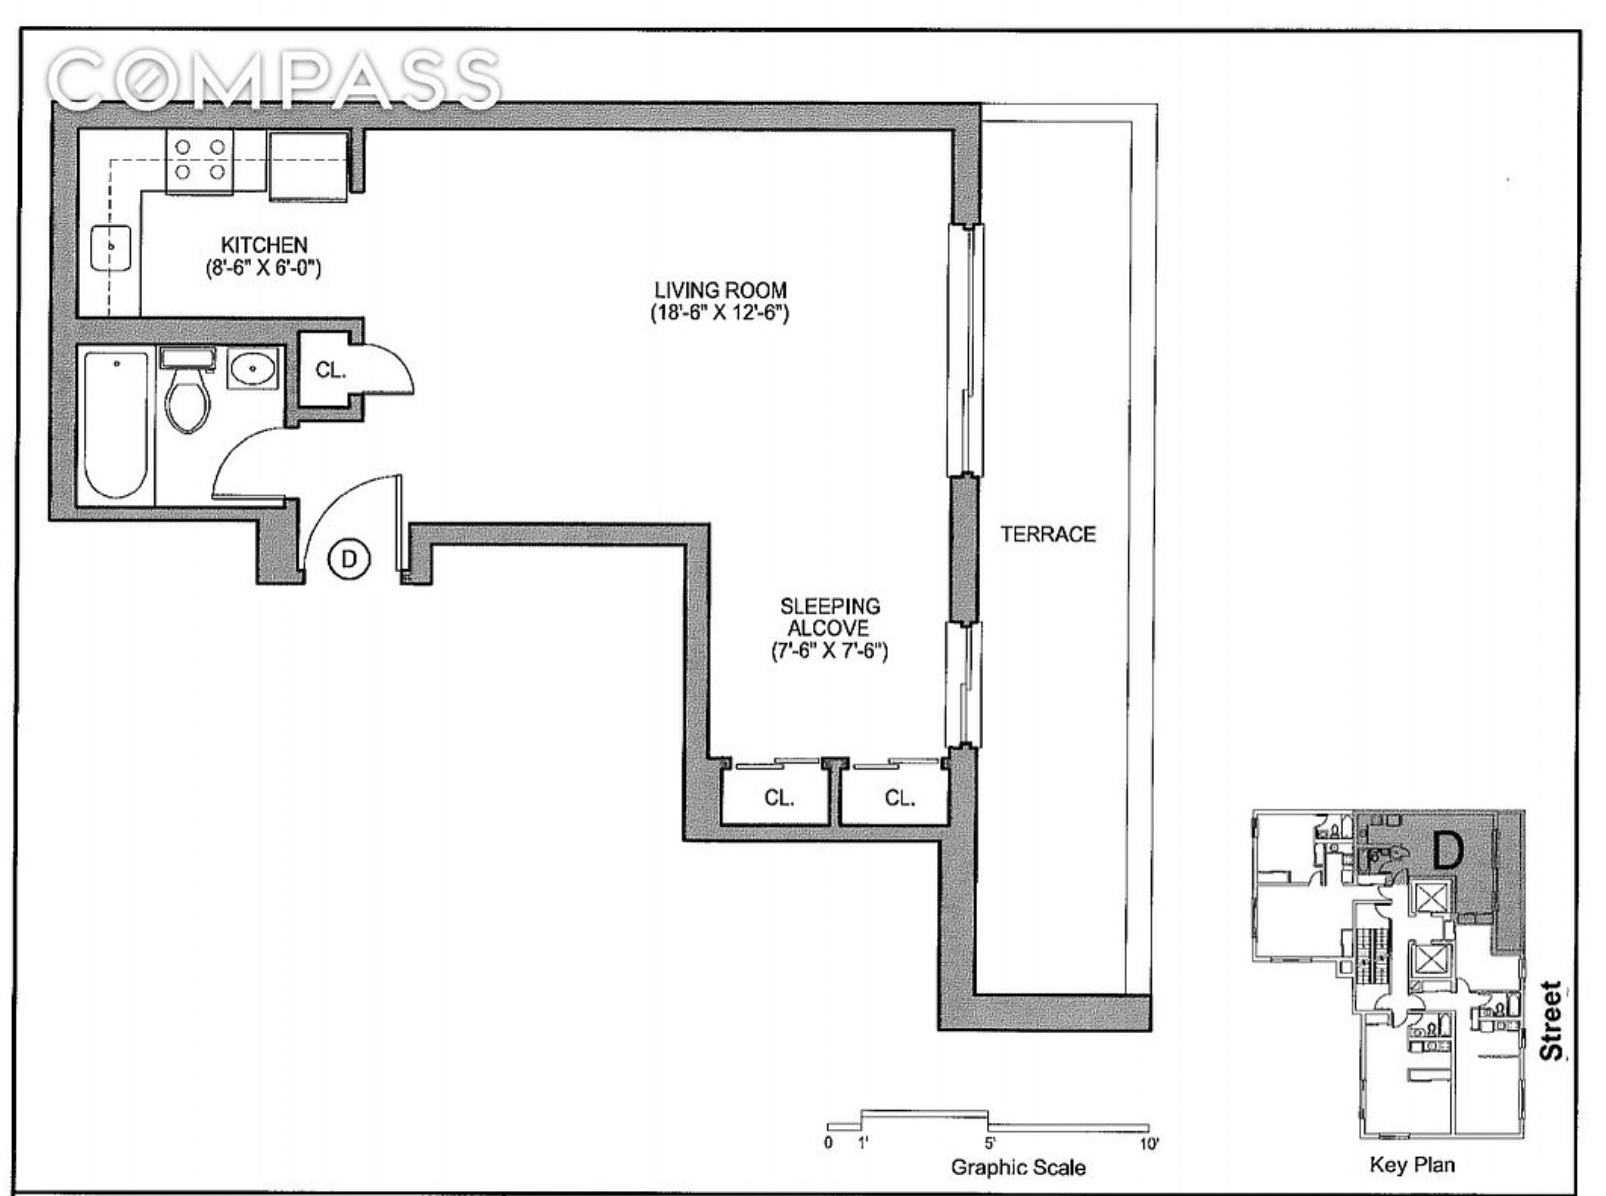 COMPASS
KITCHEN
(8'-6" X 6'-0")
LIVING ROOM
(18'-6" X 12'-6")
CL.
D
TERRACE
SLEEPING
ALCOVE
(7'-6" X 7'-6")
CL.
CL.
D
Street
0 1' 5' 10'
Graphic Scale
Key Plan